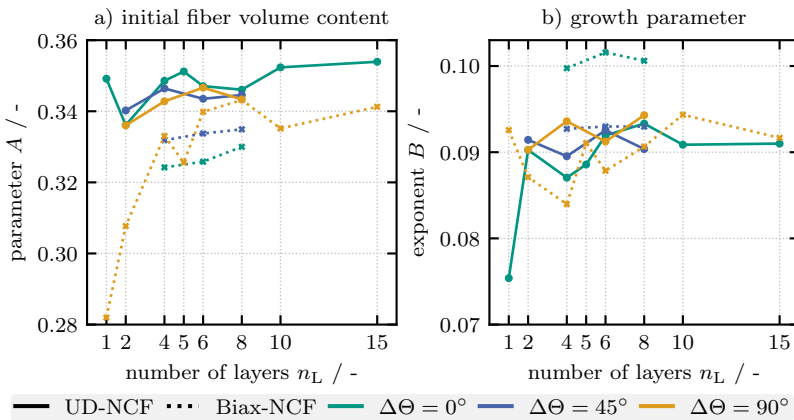 a) initial fiber volume content
b) growth parameter
parameter A / -
0.36
0.34
0.32
0.30
0.28
1 2 4 5 6 8 10 15
number of layers n_L / -
exponent B / -
0.10
0.09
0.08
0.07
1 2 4 5 6 8 10 15
number of layers n_L / -
UD-NCF Biax-NCF ΔΘ = 0° ΔΘ = 45° ΔΘ = 90°